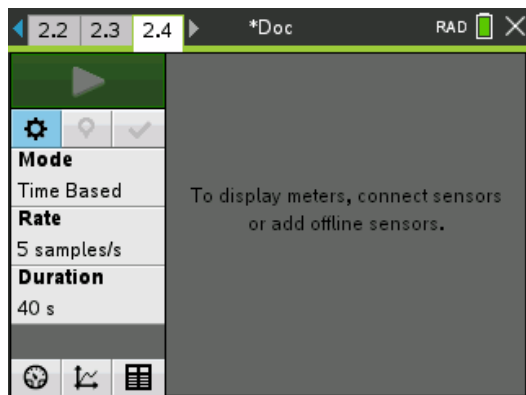 2.2 2.3 2.4 *Doc RAD
Mode
Time Based
Rate
5 samples/s
Duration
40 s
To display meters, connect sensors
or add offline sensors.